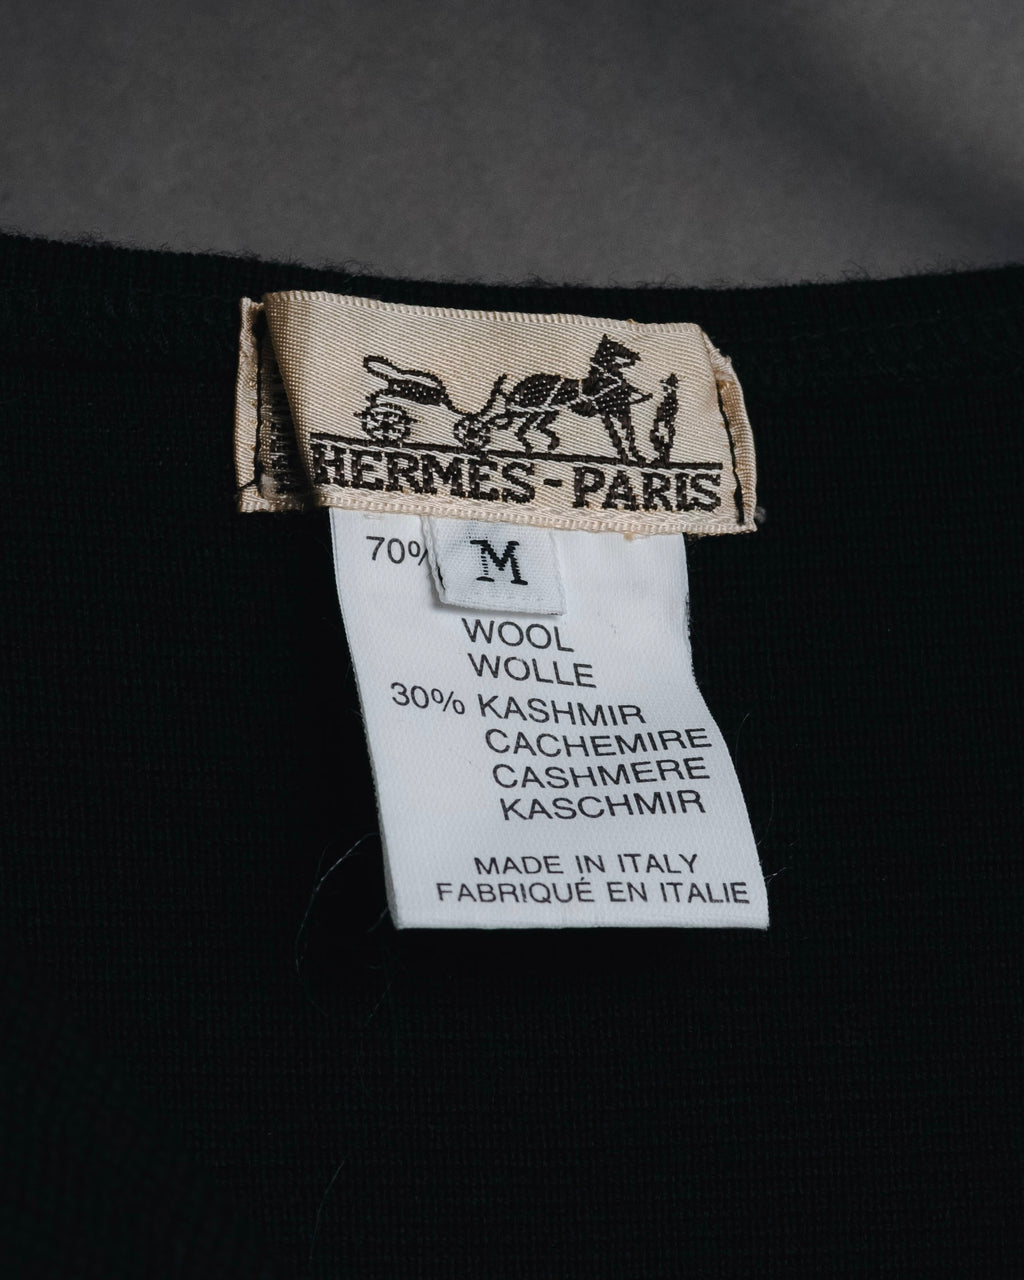 HERMES-PARIS
M
70%
WOOL
WOLLE
30% KASHMIR
CACHEMIRE
CASHMERE
KASCHMIR
MADE IN ITALY
FABRIQUÉ EN ITALIE